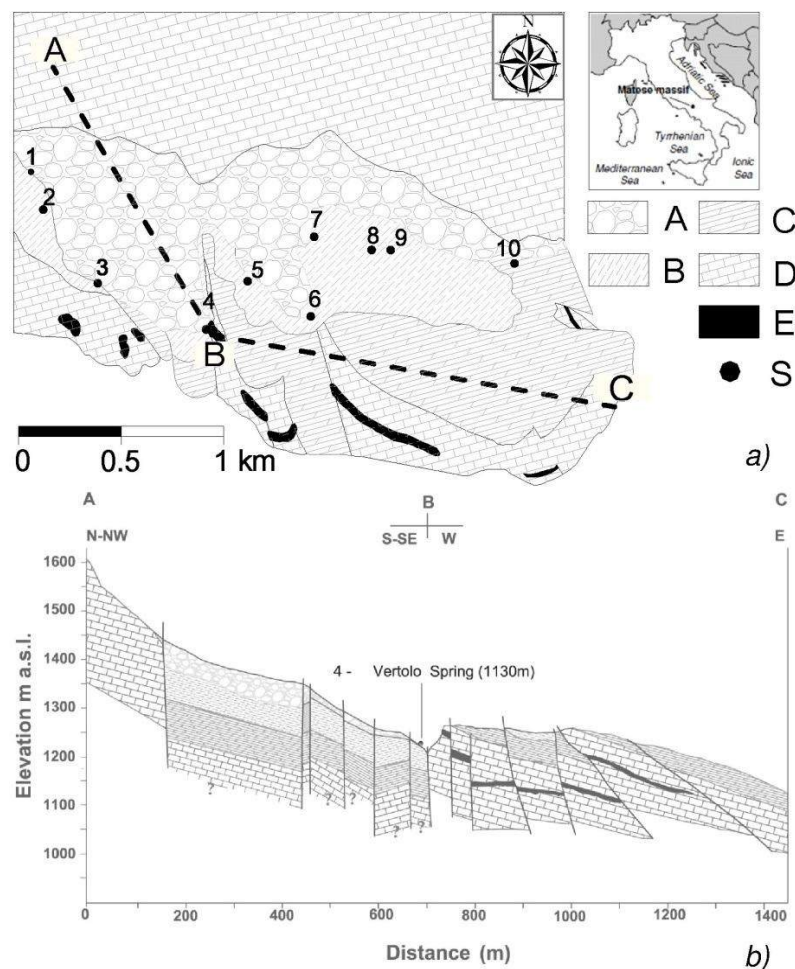 A
N
1
2
3
4
5
6
7
8
9
10
B
C
0 0.5 1 km
a)
Adriatic Sea
Matese massif
Tyrrhenian Sea
Mediterranean Sea
Ionic Sea
A
C
B
D
E
S
A B C
N-NW S-SE W E
1600
1500
1400
1300
1200
1100
1000
900
Elevation m a.s.l.
4 - Vertolo Spring (1130m)
? ? ? ? ?
0 200 400 600 800 1000 1200 1400
Distance (m)
b)